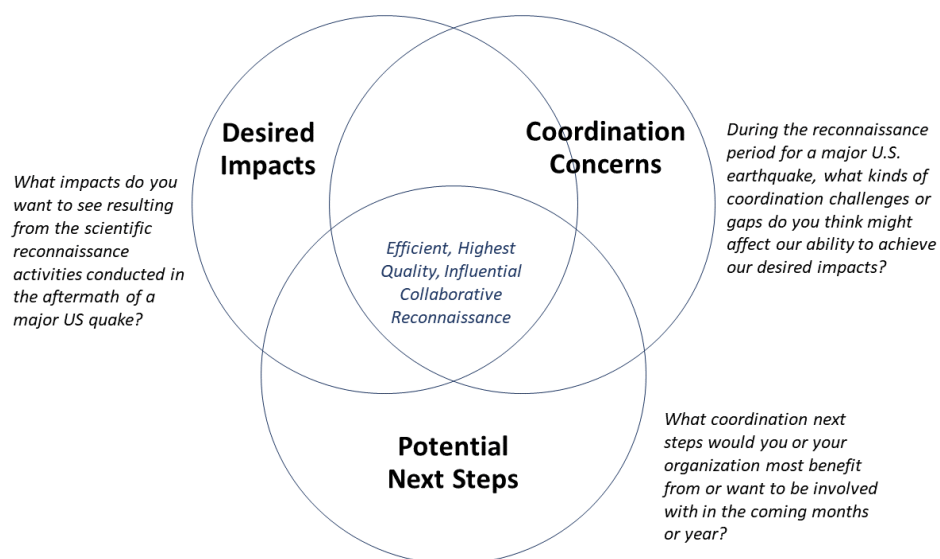 Desired
Impacts
Coordination
Concerns
What impacts do you
want to see resulting
from the scientific
reconnaissance
activities conducted in
the aftermath of a
major US quake?
During the reconnaissance
period for a major U.S.
earthquake, what kinds of
coordination challenges or
gaps do you think might
affect our ability to achieve
our desired impacts?
Efficient, Highest
Quality, Influential
Collaborative
Reconnaissance
Potential
Next Steps
What coordination next
steps would you or your
organization most benefit
from or want to be involved
with in the coming months
or year?